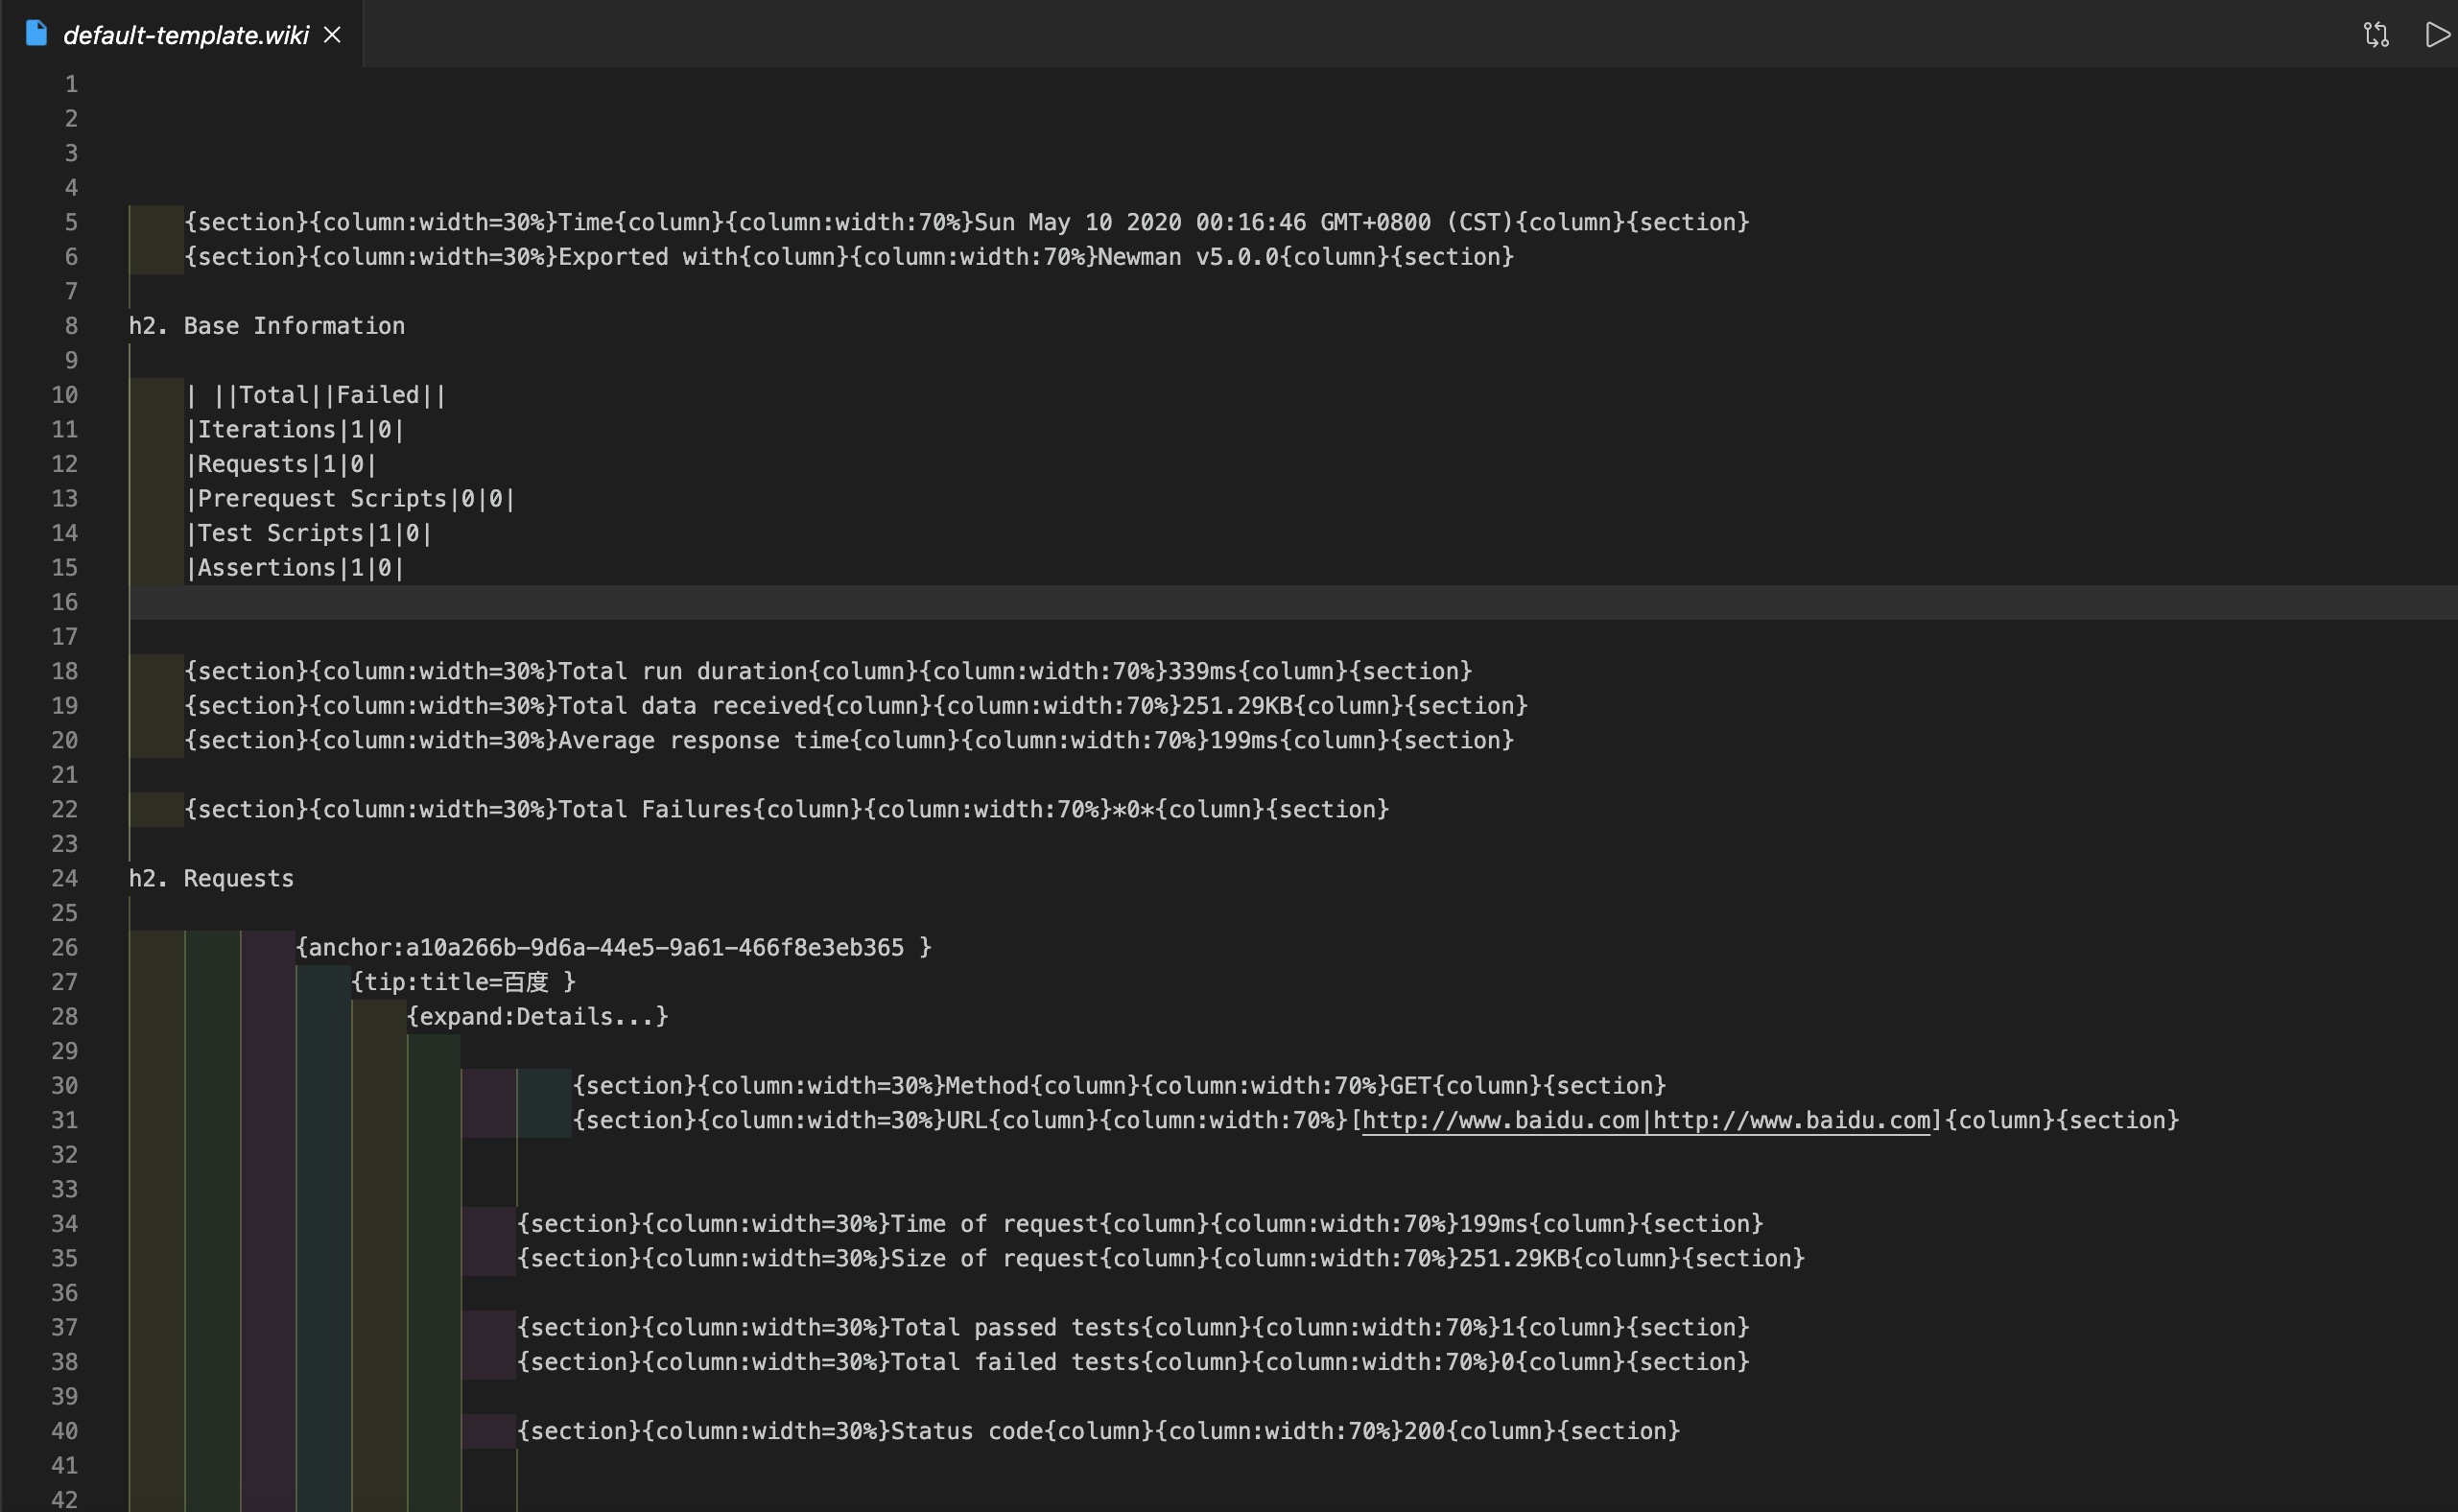 default-template.wiki
1
2
3
4
5 {section}{column:width=30%}Time{column}{column:width:70%}Sun May 10 2020 00:16:46 GMT+0800 (CST){column}{section}
6 {section}{column:width=30%}Exported with{column}{column:width:70%}Newman v5.0.0{column}{section}
7
8 h2. Base Information
9
10 | ||Total||Failed||
11 |Iterations|1|0|
12 |Requests|1|0|
13 |Prerequest Scripts|0|0|
14 |Test Scripts|1|0|
15 |Assertions|1|0|
16
17
18 {section}{column:width=30%}Total run duration{column}{column:width:70%}339ms{column}{section}
19 {section}{column:width=30%}Total data received{column}{column:width:70%}251.29KB{column}{section}
20 {section}{column:width=30%}Average response time{column}{column:width:70%}199ms{column}{section}
21
22 {section}{column:width=30%}Total Failures{column}{column:width:70%}*0*{column}{section}
23
24 h2. Requests
25
26 {anchor:a10a266b-9d6a-44e5-9a61-466f8e3eb365 }
27 {tip:title=百度 }
28 {expand:Details...}
29
30 {section}{column:width=30%}Method{column}{column:width:70%}GET{column}{section}
31 {section}{column:width=30%}URL{column}{column:width:70%}[http://www.baidu.com|http://www.baidu.com]{column}{section}
32
33
34 {section}{column:width=30%}Time of request{column}{column:width:70%}199ms{column}{section}
35 {section}{column:width=30%}Size of request{column}{column:width:70%}251.29KB{column}{section}
36
37 {section}{column:width=30%}Total passed tests{column}{column:width:70%}1{column}{section}
38 {section}{column:width=30%}Total failed tests{column}{column:width:70%}0{column}{section}
39
40 {section}{column:width=30%}Status code{column}{column:width:70%}200{column}{section}
41
42